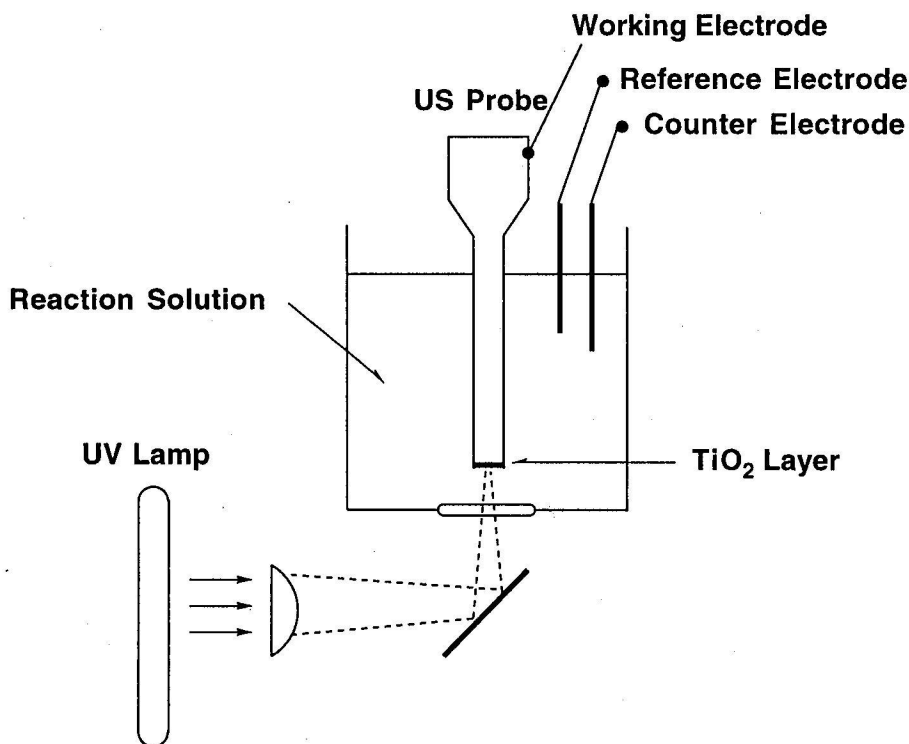 Working Electrode
Reference Electrode
US Probe
Counter Electrode
Reaction Solution
UV Lamp
TiO₂ Layer